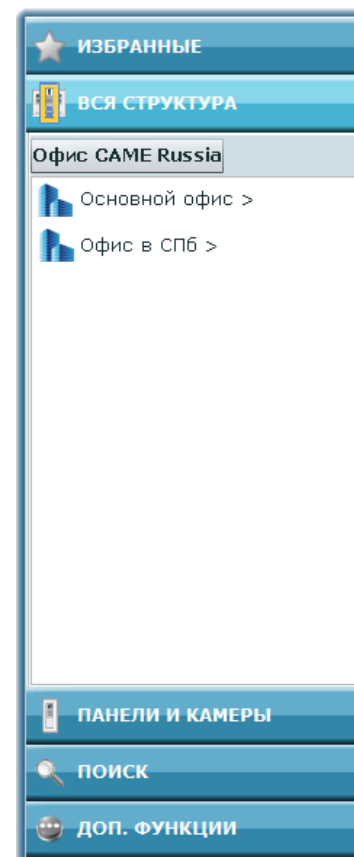 ИЗБРАННЫЕ
ВСЯ СТРУКТУРА
Офис CAME Russia
Основной офис >
Офис в СПб >
ПАНЕЛИ И КАМЕРЫ
ПОИСК
ДОП. ФУНКЦИИ